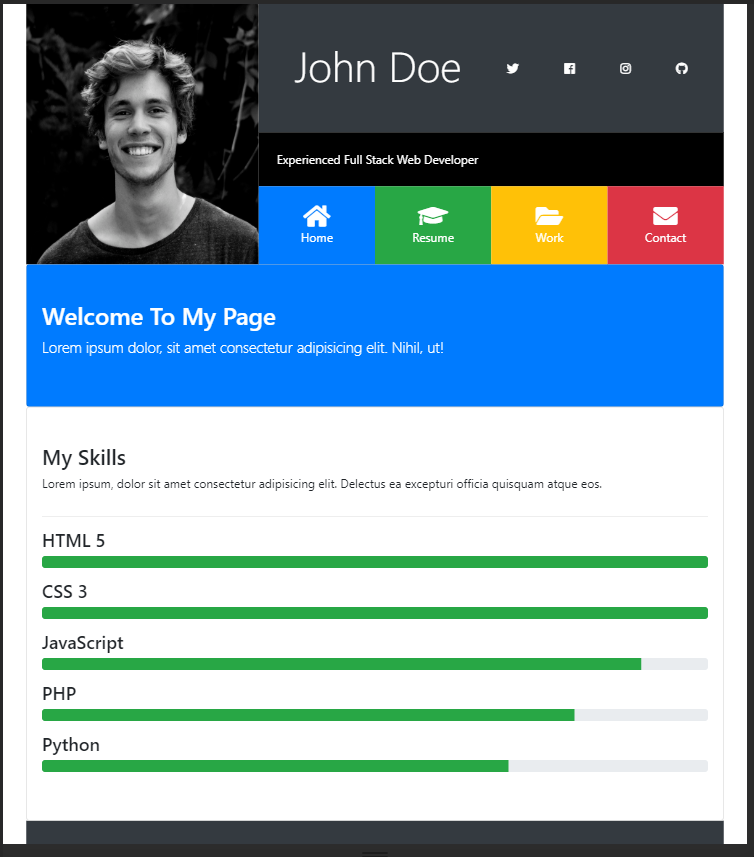 John Doe
Experienced Full Stack Web Developer
Home
Resume
Work
Contact
Welcome To My Page
Lorem ipsum dolor, sit amet consectetur adipisicing elit. Nihil, ut!
My Skills
Lorem ipsum, dolor sit amet consectetur adipisicing elit. Delectus ea excepturi officia quisquam atque eos.
HTML 5
CSS 3
JavaScript
PHP
Python